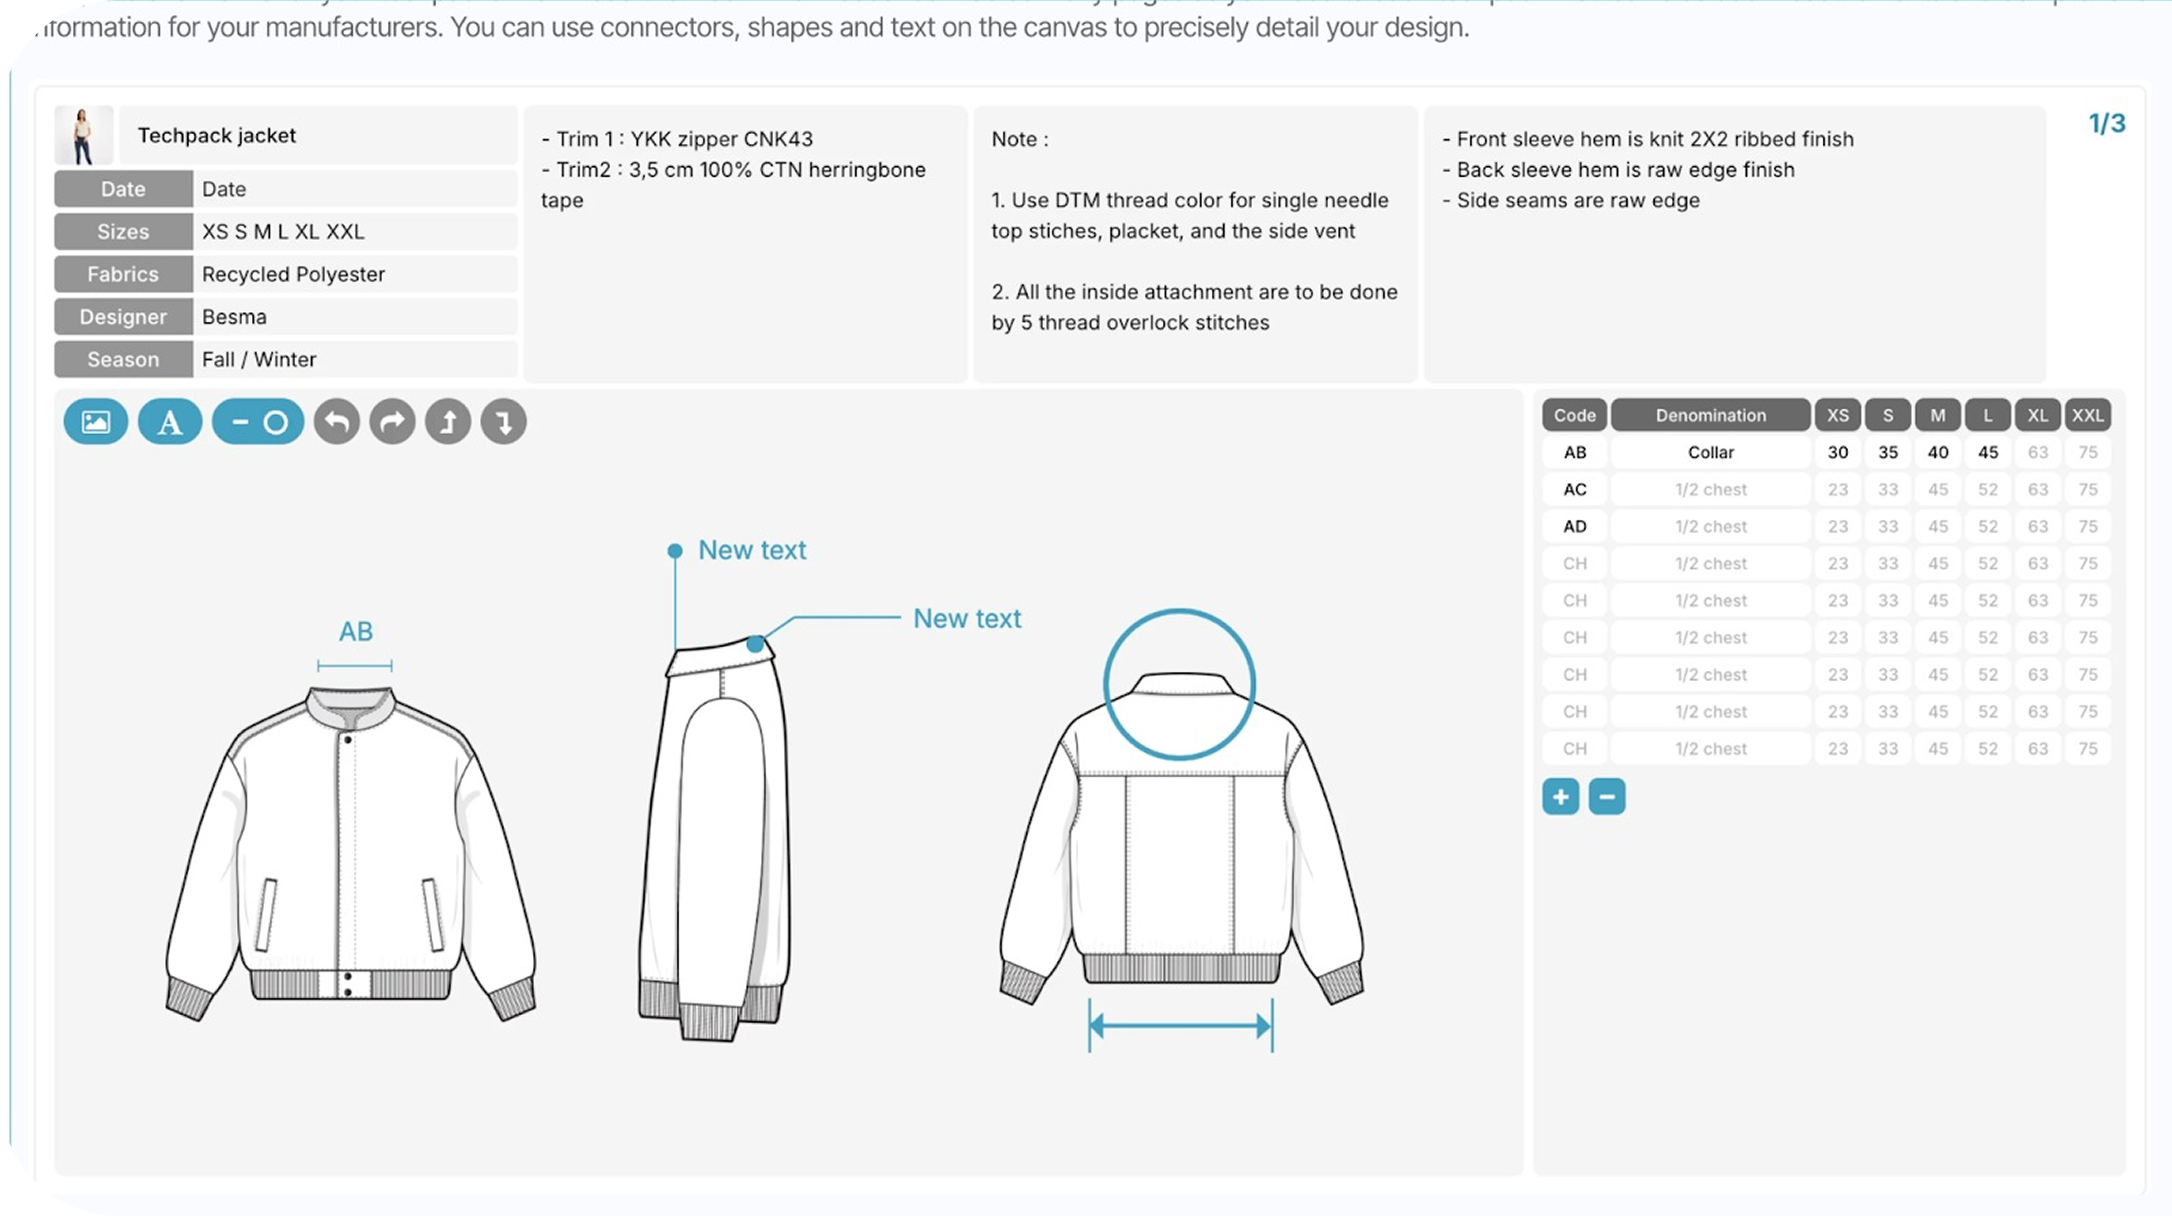 formation for your manufacturers. You can use connectors, shapes and text on the canvas to precisely detail your design.
Techpack jacket
Date Date
Sizes XS S M L XL XXL
Fabrics Recycled Polyester
Designer Besma
Season Fall / Winter
- Trim 1 : YKK zipper CNK43
- Trim2 : 3,5 cm 100% CTN herringbone
tape
Note :
1. Use DTM thread color for single needle
top stiches, placket, and the side vent
2. All the inside attachment are to be done
by 5 thread overlock stitches
- Front sleeve hem is knit 2X2 ribbed finish
- Back sleeve hem is raw edge finish
- Side seams are raw edge
1/3
A
New text
New text
AB
Code Denomination XS S M L XL XXL
AB Collar 30 35 40 45 63 75
AC 1/2 chest 23 33 45 52 63 75
AD 1/2 chest 23 33 45 52 63 75
CH 1/2 chest 23 33 45 52 63 75
CH 1/2 chest 23 33 45 52 63 75
CH 1/2 chest 23 33 45 52 63 75
CH 1/2 chest 23 33 45 52 63 75
CH 1/2 chest 23 33 45 52 63 75
CH 1/2 chest 23 33 45 52 63 75